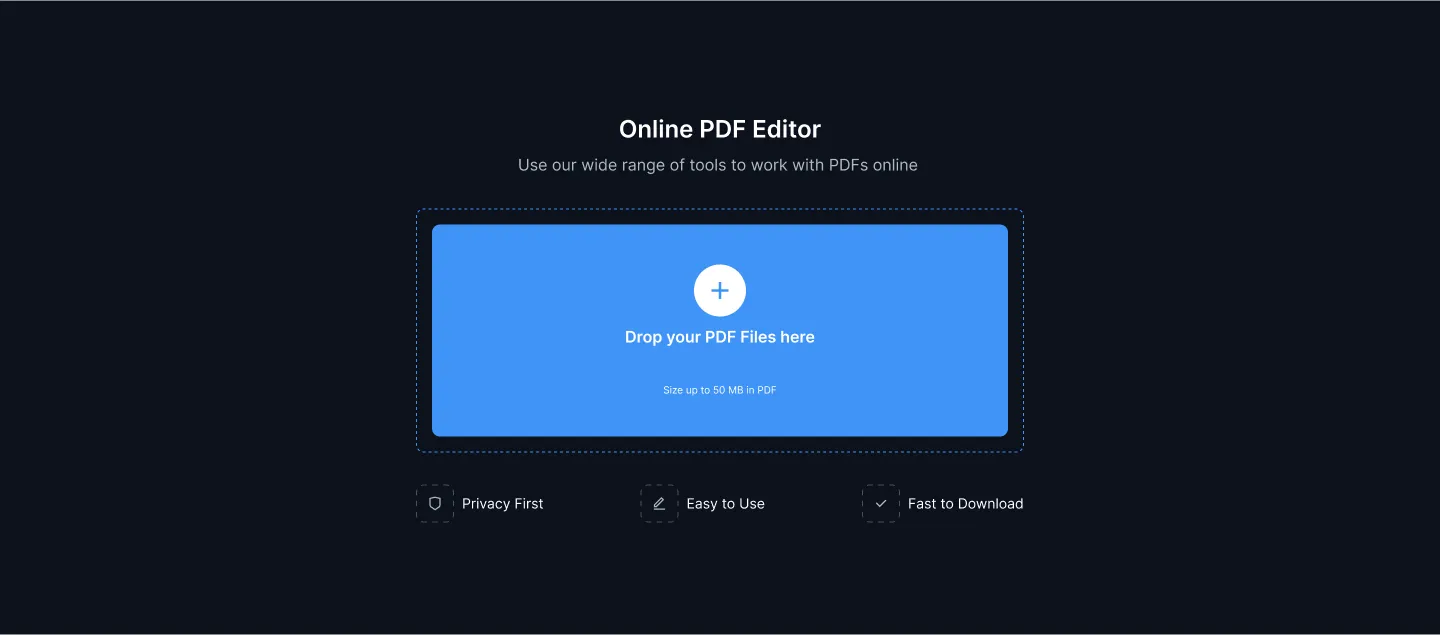 Online PDF Editor
Use our wide range of tools to work with PDFs online
Drop your PDF Files here
Size up to 50 MB in PDF
Privacy First
Easy to Use
Fast to Download